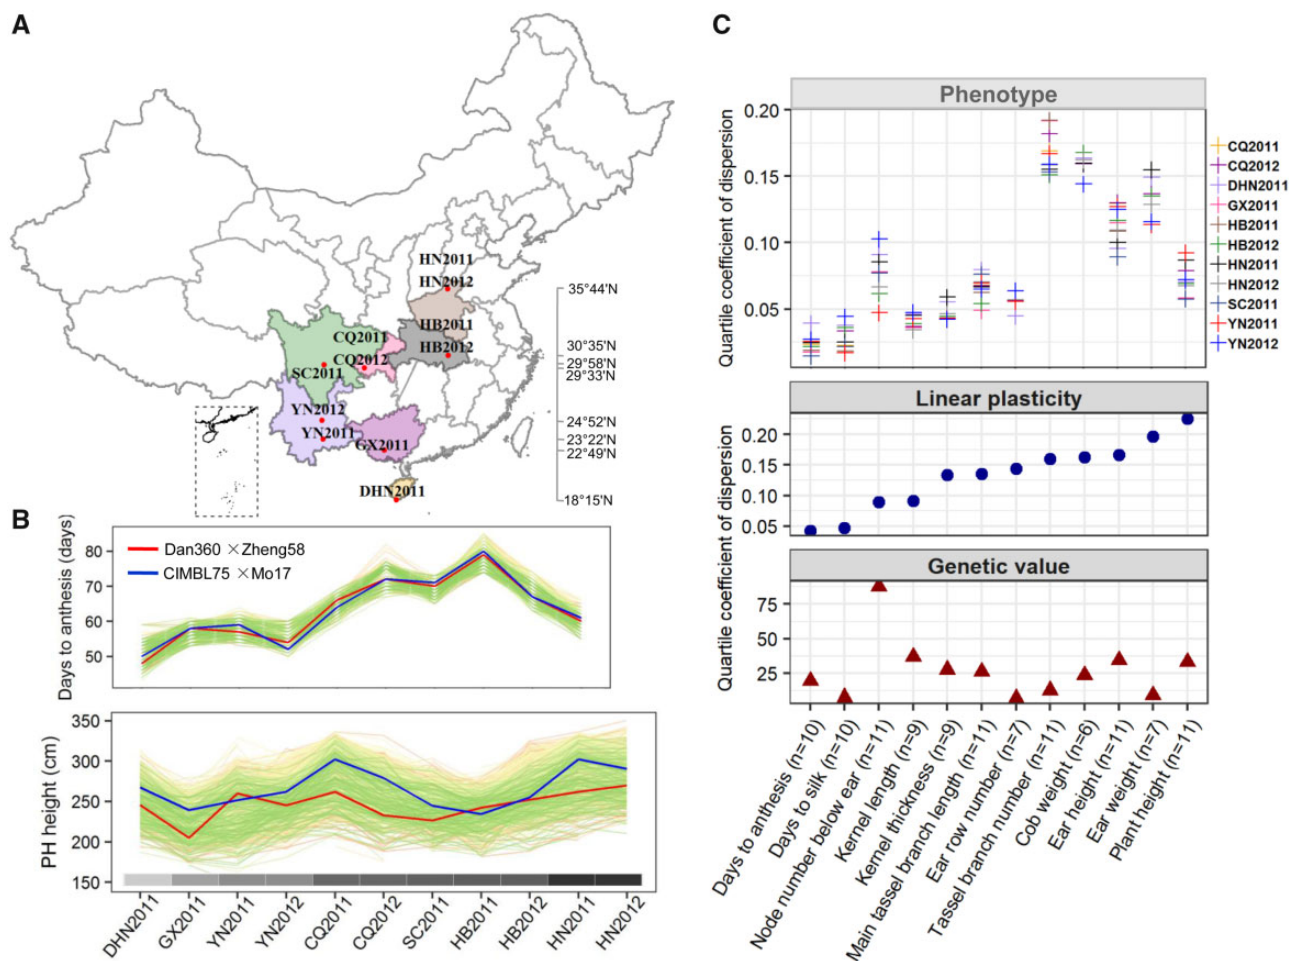 A
HN2011
HN2012
HB2011
HB2012
CQ2011
CQ2012
SC2011
YN2012
YN2011
GX2011
DHN2011
35°44'N
30°35'N
29°58'N
29°33'N
24°52'N
23°22'N
22°49'N
18°15'N
B
Days to anthesis (days)
80
70
60
50
Dan360 ×Zheng58
CIMBL75 ×Mo17
PH height (cm)
350
300
250
200
150
DHN2011
GX2011
YN2011
YN2012
CQ2011
CQ2012
SC2011
HB2011
HB2012
HN2011
HN2012
C
Phenotype
Quartile coefficient of dispersion
0.20
0.15
0.10
0.05
CQ2011
CQ2012
DHN2011
GX2011
HB2011
HB2012
HN2011
HN2012
SC2011
YN2011
YN2012
Linear plasticity
Quartile coefficient of dispersion
0.20
0.15
0.10
0.05
Genetic value
Quartile coefficient of dispersion
75
50
25
Days to anthesis (n=10)
Days to silk (n=10)
Node number below ear (n=11)
Kernel length (n=9)
Kernel thickness (n=9)
Main tassel branch length (n=11)
Ear row number (n=7)
Tassel branch number (n=11)
Cob weight (n=6)
Ear height (n=11)
Ear weight (n=7)
Plant height (n=11)